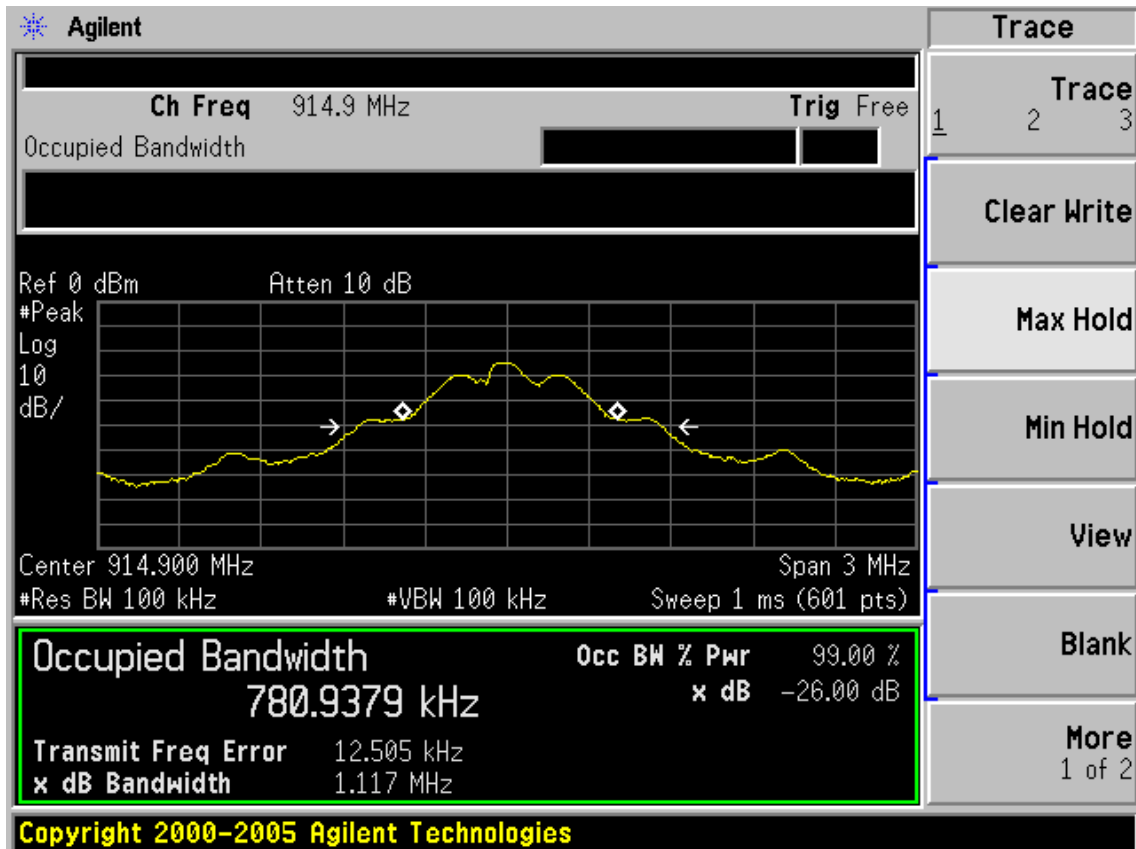 Agilent
Trace
Ch Freq 914.9 MHz Trig Free
Occupied Bandwidth
Ref 0 dBm Atten 10 dB
#Peak
Log
10
dB/
Center 914.900 MHz Span 3 MHz
#Res BW 100 kHz #VBW 100 kHz Sweep 1 ms (601 pts)
Occupied Bandwidth Occ BW % Pwr 99.00 %
780.9379 kHz x dB -26.00 dB
Transmit Freq Error 12.505 kHz
x dB Bandwidth 1.117 MHz
Trace
1 2 3
Clear Write
Max Hold
Min Hold
View
Blank
More
1 of 2
Copyright 2000-2005 Agilent Technologies